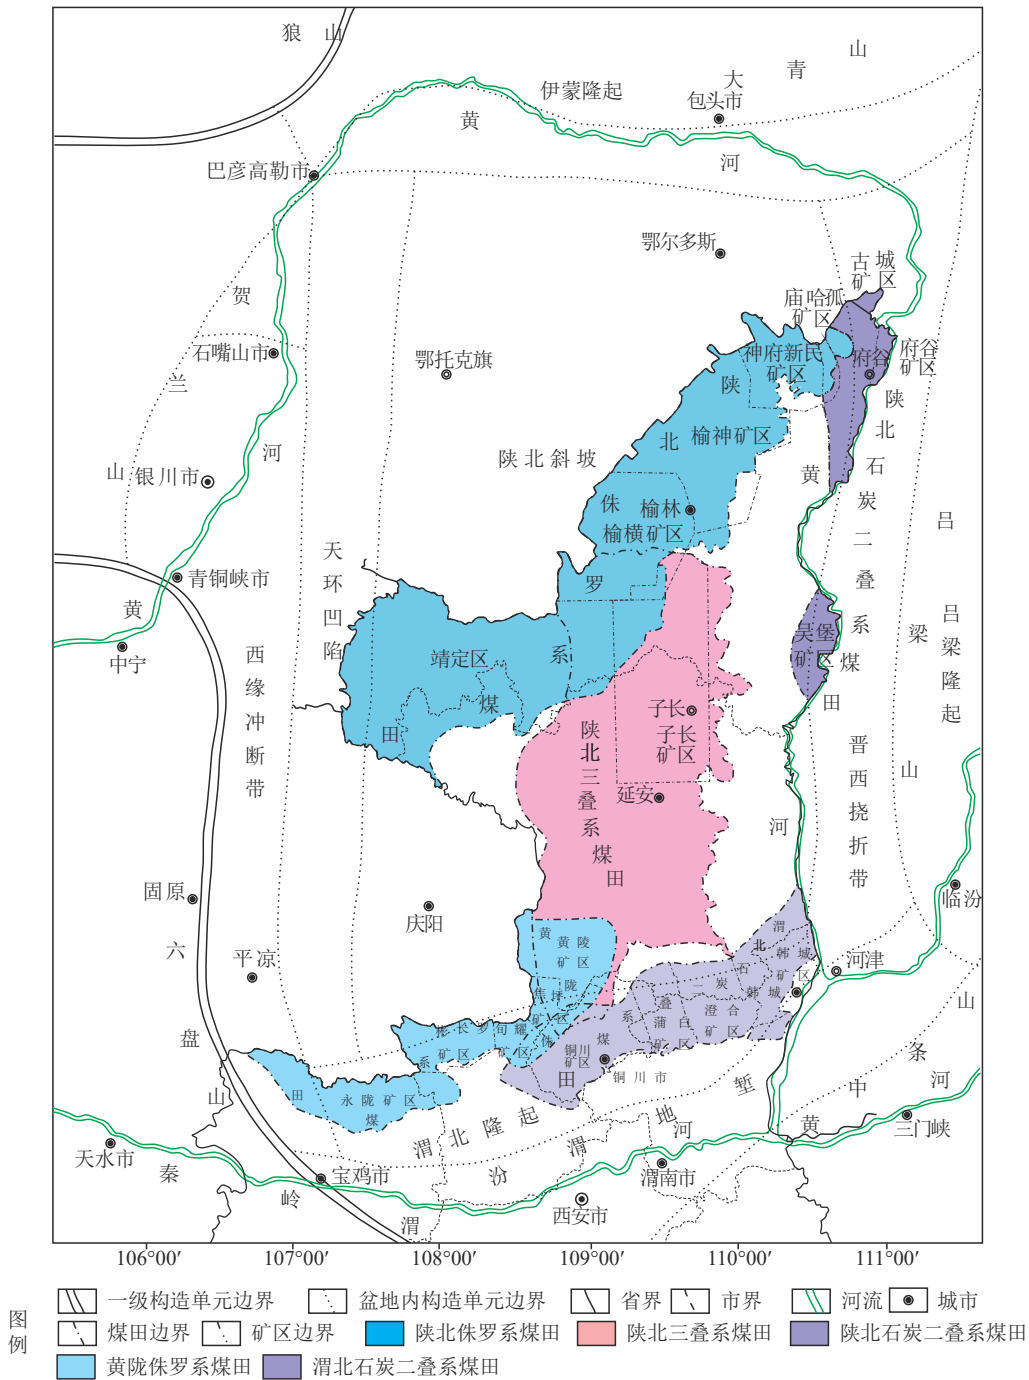 狼山
大青山
伊蒙隆起
包头市
黄
河
巴彦高勒市
鄂尔多斯
古城
矿区
庙哈孤
矿区
贺
兰
山
石嘴山市
鄂托克旗
神府新民
矿区
府谷
府谷
矿区
陕
北
侏
罗
系
煤
田
陕
北
石
炭
二
叠
系
煤
田
榆神矿区
陕北斜坡
河
银川市
黄
榆林
榆横矿区
吕
梁
山
天
环
凹
陷
青铜峡市
黄
中宁
吕
梁
隆
起
吴堡
矿区
西
缘
冲
断
带
靖定区
子长
子长
矿区
陕
北
三
叠
系
煤
田
晋
西
挠
折
带
延安
河
固原
庆阳
临汾
六
盘
山
平凉
黄
陇
侏
系
煤
田
黄陵
矿区
焦坪
矿区
渭
北
石
炭
二
叠
系
煤
田
韩城
矿区
韩城
河津
澄合
矿区
蒲白
矿区
铜川
矿区
铜川市
旬耀
矿区
彬长
矿区
罗
永陇矿区
中
条
山
黄
河
渭北隆起
汾
渭
地
堑
渭
河
三门峡
天水市
秦
岭
宝鸡市
渭南市
西安市
106°00′
107°00′
108°00′
109°00′
110°00′
111°00′
图
例
一级构造单元边界
盆地内构造单元边界
省界
市界
河流
城市
煤田边界
矿区边界
陕北侏罗系煤田
陕北三叠系煤田
陕北石炭二叠系煤田
黄陇侏罗系煤田
渭北石炭二叠系煤田